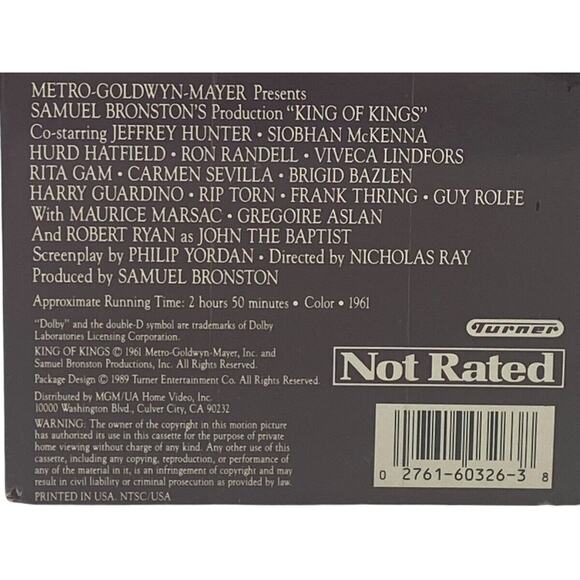 METRO-GOLDWYN-MAYER Presents
SAMUEL BRONSTON'S Production "KING OF KINGS"
Co-starring JEFFREY HUNTER • SIOBHAN McKENNA
HURD HATFIELD • RON RANDELL • VIVECA LINDFORS
RITA GAM • CARMEN SEVILLA • BRIGID BAZLEN
HARRY GUARDINO • RIP TORN • FRANK THRING • GUY ROLFE
With MAURICE MARSAC • GREGOIRE ASLAN
And ROBERT RYAN as JOHN THE BAPTIST
Screenplay by PHILIP YORDAN • Directed by NICHOLAS RAY
Produced by SAMUEL BRONSTON
Approximate Running Time: 2 hours 50 minutes • Color • 1961
"Dolby" and the double-D symbol are trademarks of Dolby
Laboratories Licensing Corporation.
KING OF KINGS © 1961 Metro-Goldwyn-Mayer, Inc. and
Samuel Bronston Productions, Inc. All Rights Reserved.
Package Design © 1989 Turner Entertainment Co. All Rights Reserved.
Distributed by MGM/UA Home Video, Inc.
10000 Washington Blvd., Culver City, CA 90232
WARNING: The owner of the copyright in this motion picture
has authorized its use in this cassette for the purpose of private
home viewing without charge of any kind. Any other use of this
cassette, including any copying, reproduction, or performance of
any of the material in it, is an infringement of copyright and may
result in civil liability or criminal prosecution as provided by law.
PRINTED IN USA. NTSC/USA
Turner
Not Rated
0 2761-60326-3 8